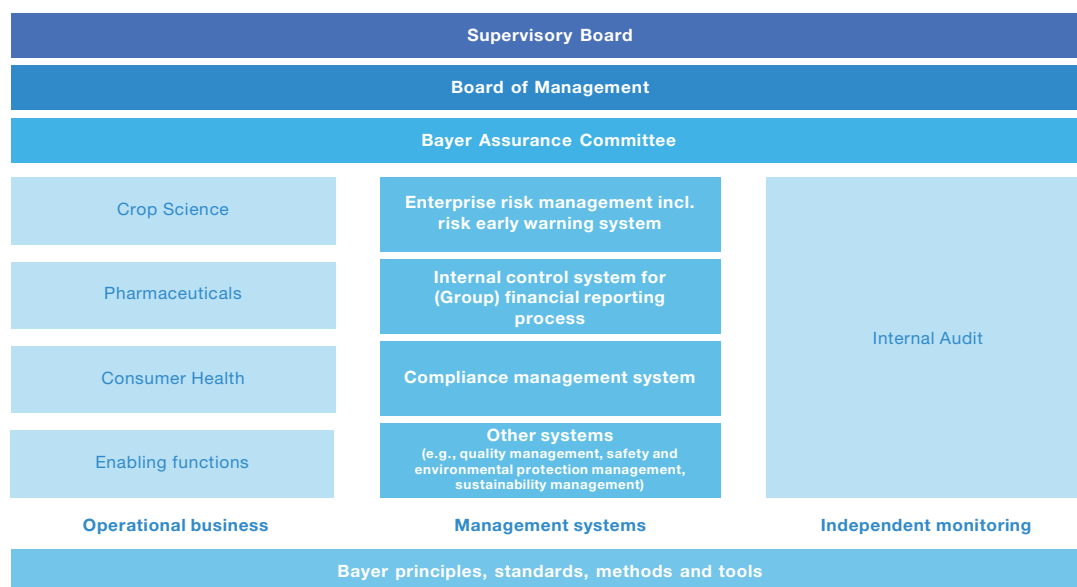 Supervisory Board
Board of Management
Bayer Assurance Committee
Crop Science
Pharmaceuticals
Consumer Health
Enabling functions
Operational business
Enterprise risk management incl.
risk early warning system
Internal control system for
(Group) financial reporting
process
Compliance management system
Other systems
(e.g., quality management, safety and
environmental protection management,
sustainability management)
Management systems
Internal Audit
Independent monitoring
Bayer principles, standards, methods and tools